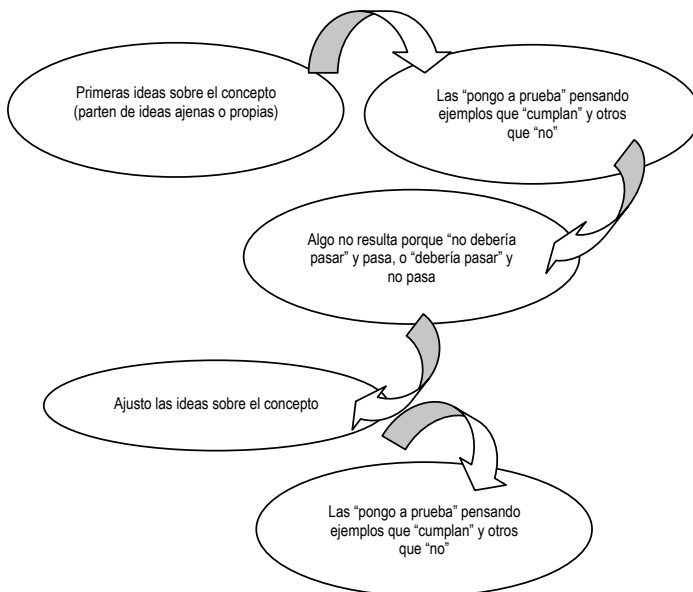 Primeras ideas sobre el concepto
(parten de ideas ajenas o propias)
Las “pongo a prueba” pensando
ejemplos que “cumplan” y otros
que “no”
Algo no resulta porque “no debería
pasar” y pasa, o “debería pasar” y
no pasa
Ajusto las ideas sobre el concepto
Las “pongo a prueba” pensando
ejemplos que “cumplan” y otros
que “no”